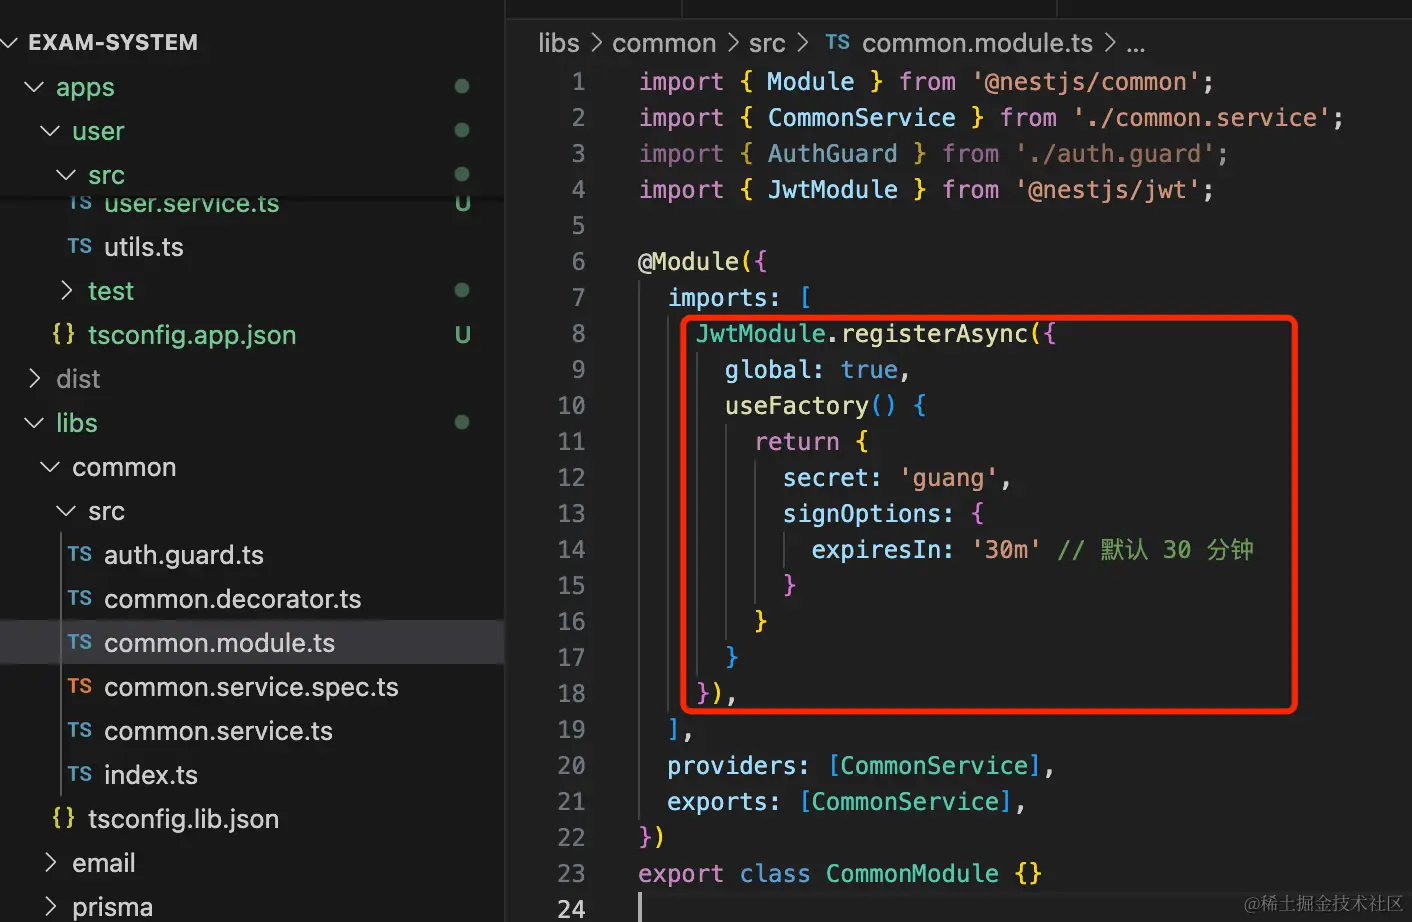 EXAM-SYSTEM
apps
user
src
TS user.service.ts U
TS utils.ts
test
{} tsconfig.app.json U
dist
libs
common
src
TS auth.guard.ts
TS common.decorator.ts
TS common.module.ts
TS common.service.spec.ts
TS common.service.ts
TS index.ts
{} tsconfig.lib.json
email
prisma
libs > common > src > TS common.module.ts > ...
1 import { Module } from '@nestjs/common';
2 import { CommonService } from './common.service';
3 import { AuthGuard } from './auth.guard';
4 import { JwtModule } from '@nestjs/jwt';
5
6 @Module({
7 imports: [
8 JwtModule.registerAsync({
9 global: true,
10 useFactory() {
11 return {
12 secret: 'guang',
13 signOptions: {
14 expiresIn: '30m' // 默认 30 分钟
15 }
16 }
17 }
18 }),
19 ],
20 providers: [CommonService],
21 exports: [CommonService],
22 })
23 export class CommonModule {}
24
@稀土掘金技术社区